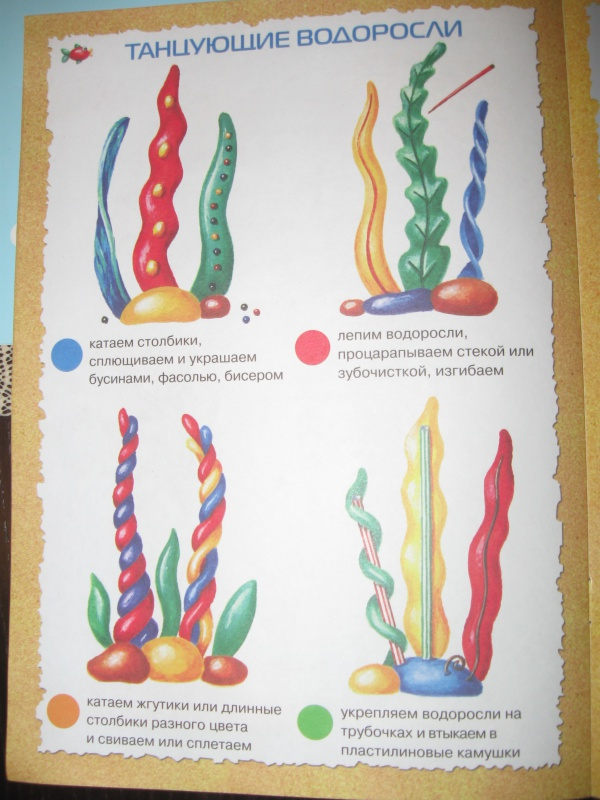 ТАНЦУЮЩИЕ ВОДОРОСЛИ
катаем столбики,
сплющиваем и украшаем
бусинами, фасолью, бисером
лепим водоросли,
процарапываем стекой или
зубочисткой, изгибаем
катаем жгутики или длинные
столбики разного цвета
и свиваем или сплетаем
укрепляем водоросли на
трубочках и втыкаем в
пластилиновые камушки